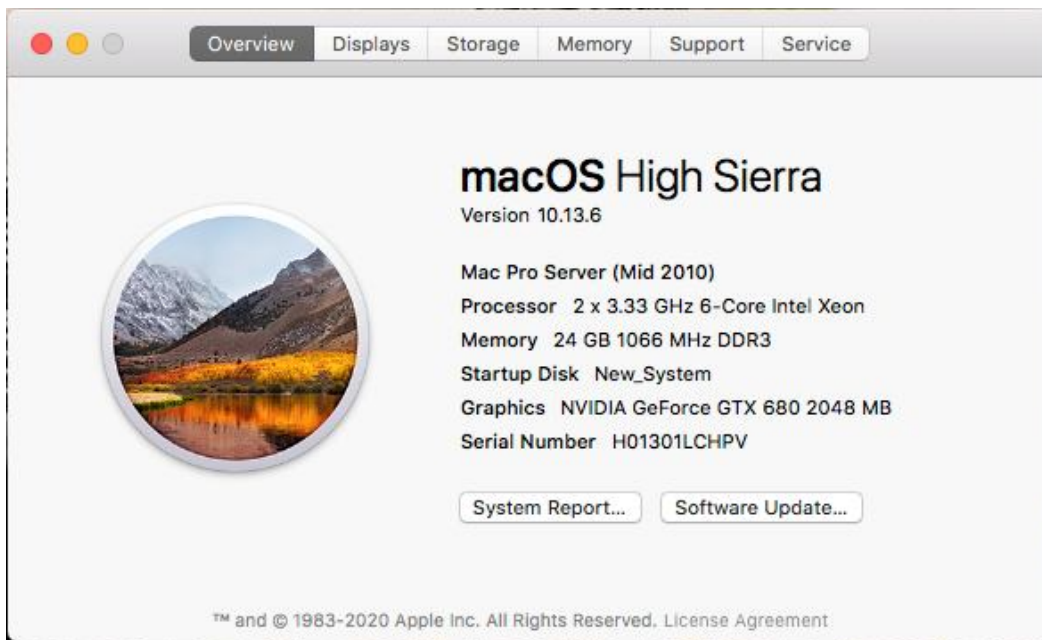 Overview Displays Storage Memory Support Service
macOS High Sierra
Version 10.13.6
Mac Pro Server (Mid 2010)
Processor 2 x 3.33 GHz 6-Core Intel Xeon
Memory 24 GB 1066 MHz DDR3
Startup Disk New_System
Graphics NVIDIA GeForce GTX 680 2048 MB
Serial Number H01301LCHPV
System Report... Software Update...
™ and © 1983-2020 Apple Inc. All Rights Reserved. License Agreement